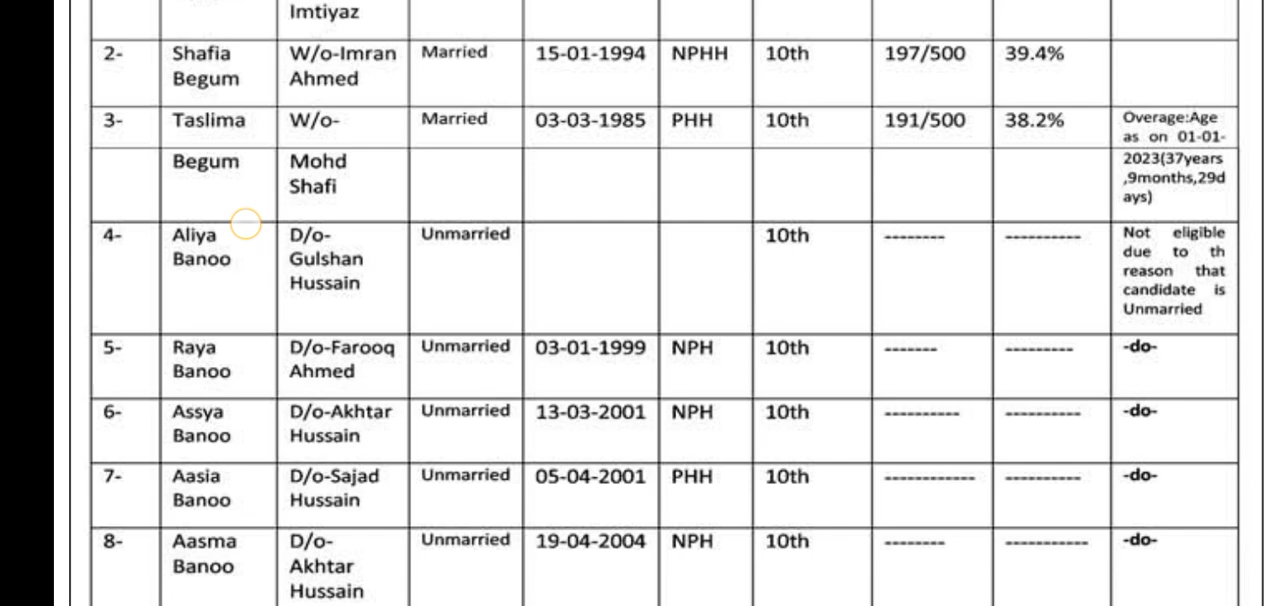 Imtiyaz
2- Shafia W/o-Imran Married 15-01-1994 NPHH 10th 197/500 39.4%
Begum Ahmed
3- Taslima W/o- Married 03-03-1985 PHH 10th 191/500 38.2% Overage:Age
as on 01-01-
Begum Mohd 2023(37years
Shafi ,9months,29d
ays)
4- Aliya D/o- Unmarried 10th -------- ---------- Not eligible
Banoo Gulshan due to th
Hussain reason that
candidate is
Unmarried
5- Raya D/o-Farooq Unmarried 03-01-1999 NPH 10th ------- --------- -do-
Banoo Ahmed
6- Assya D/o-Akhtar Unmarried 13-03-2001 NPH 10th ---------- ---------- -do-
Banoo Hussain
7- Aasia D/o-Sajad Unmarried 05-04-2001 PHH 10th ------------ ---------- -do-
Banoo Hussain
8- Aasma D/o- Unmarried 19-04-2004 NPH 10th -------- ----------- -do-
Banoo Akhtar
Hussain